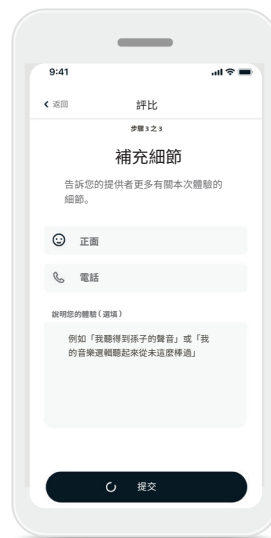 9:41
返回
評比
步驟 3 之 3
補充細節
告訴您的提供者更多有關本次體驗的
細節。
正面
電話
說明您的體驗（選填）
例如「我聽得到孫子的聲音」或「我
的音樂選輯聽起來從未這麼棒過」
提交